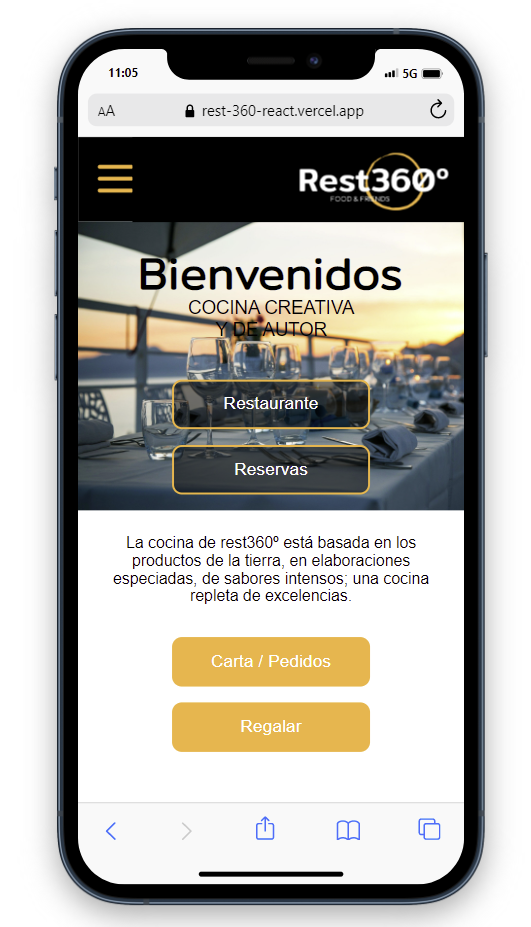 11:05
5G
AA
rest-360-react.vercel.app
Rest360º
FOOD & FRIENDS
Bienvenidos
COCINA CREATIVA
Y DE AUTOR
Restaurante
Reservas
La cocina de rest360º está basada en los
productos de la tierra, en elaboraciones
especiadas, de sabores intensos; una cocina
repleta de excelencias.
Carta / Pedidos
Regalar